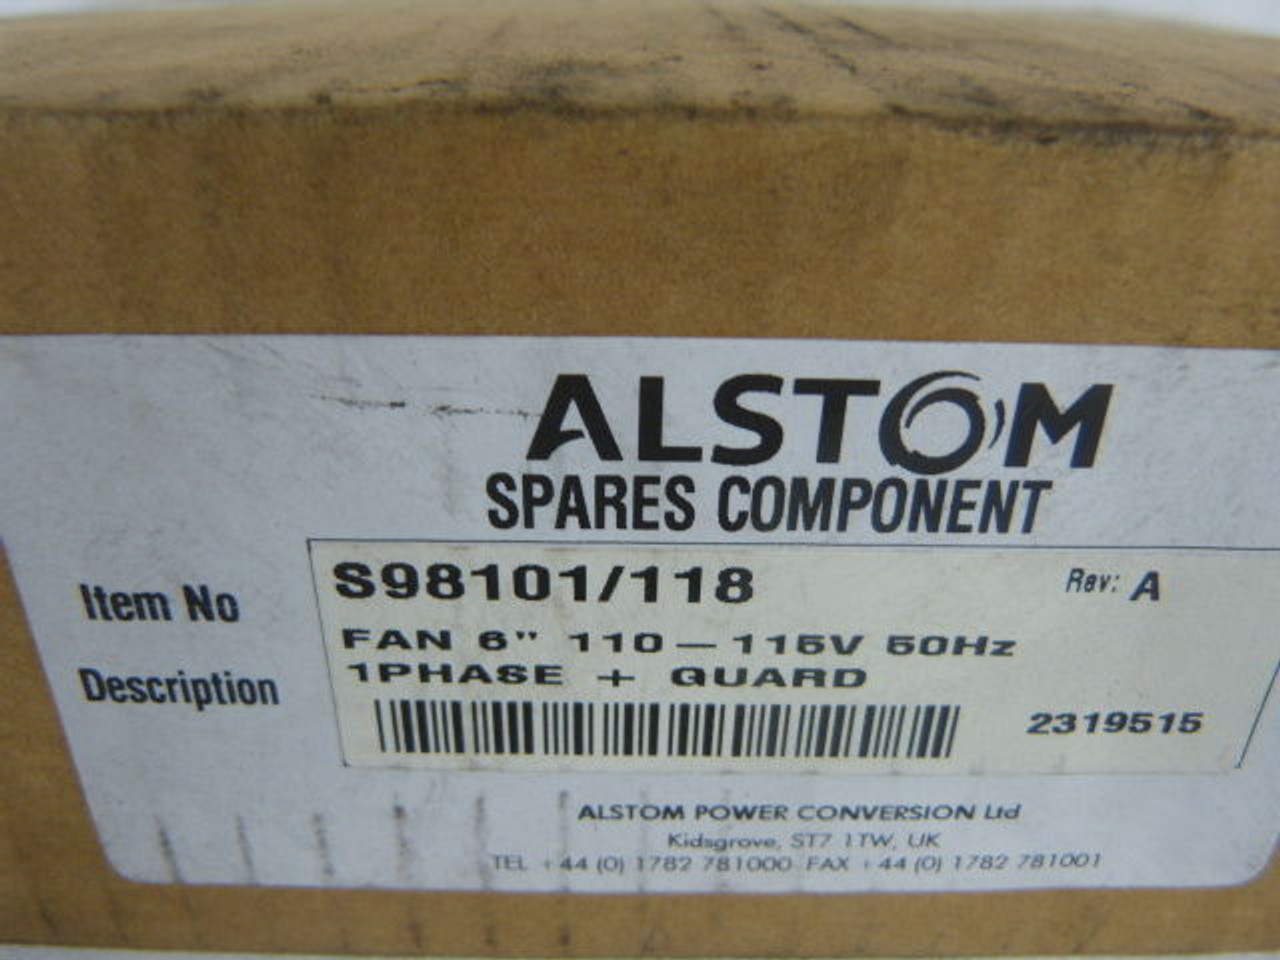 ALSTOM
SPARES COMPONENT
Item No S98101/118 Rev: A
Description FAN 6" 110-115V 50Hz
1PHASE + GUARD
2319515
ALSTOM POWER CONVERSION Ltd
Kidsgrove, ST7 1TW, UK
TEL +44 (0) 1782 781000 FAX +44 (0) 1782 781001